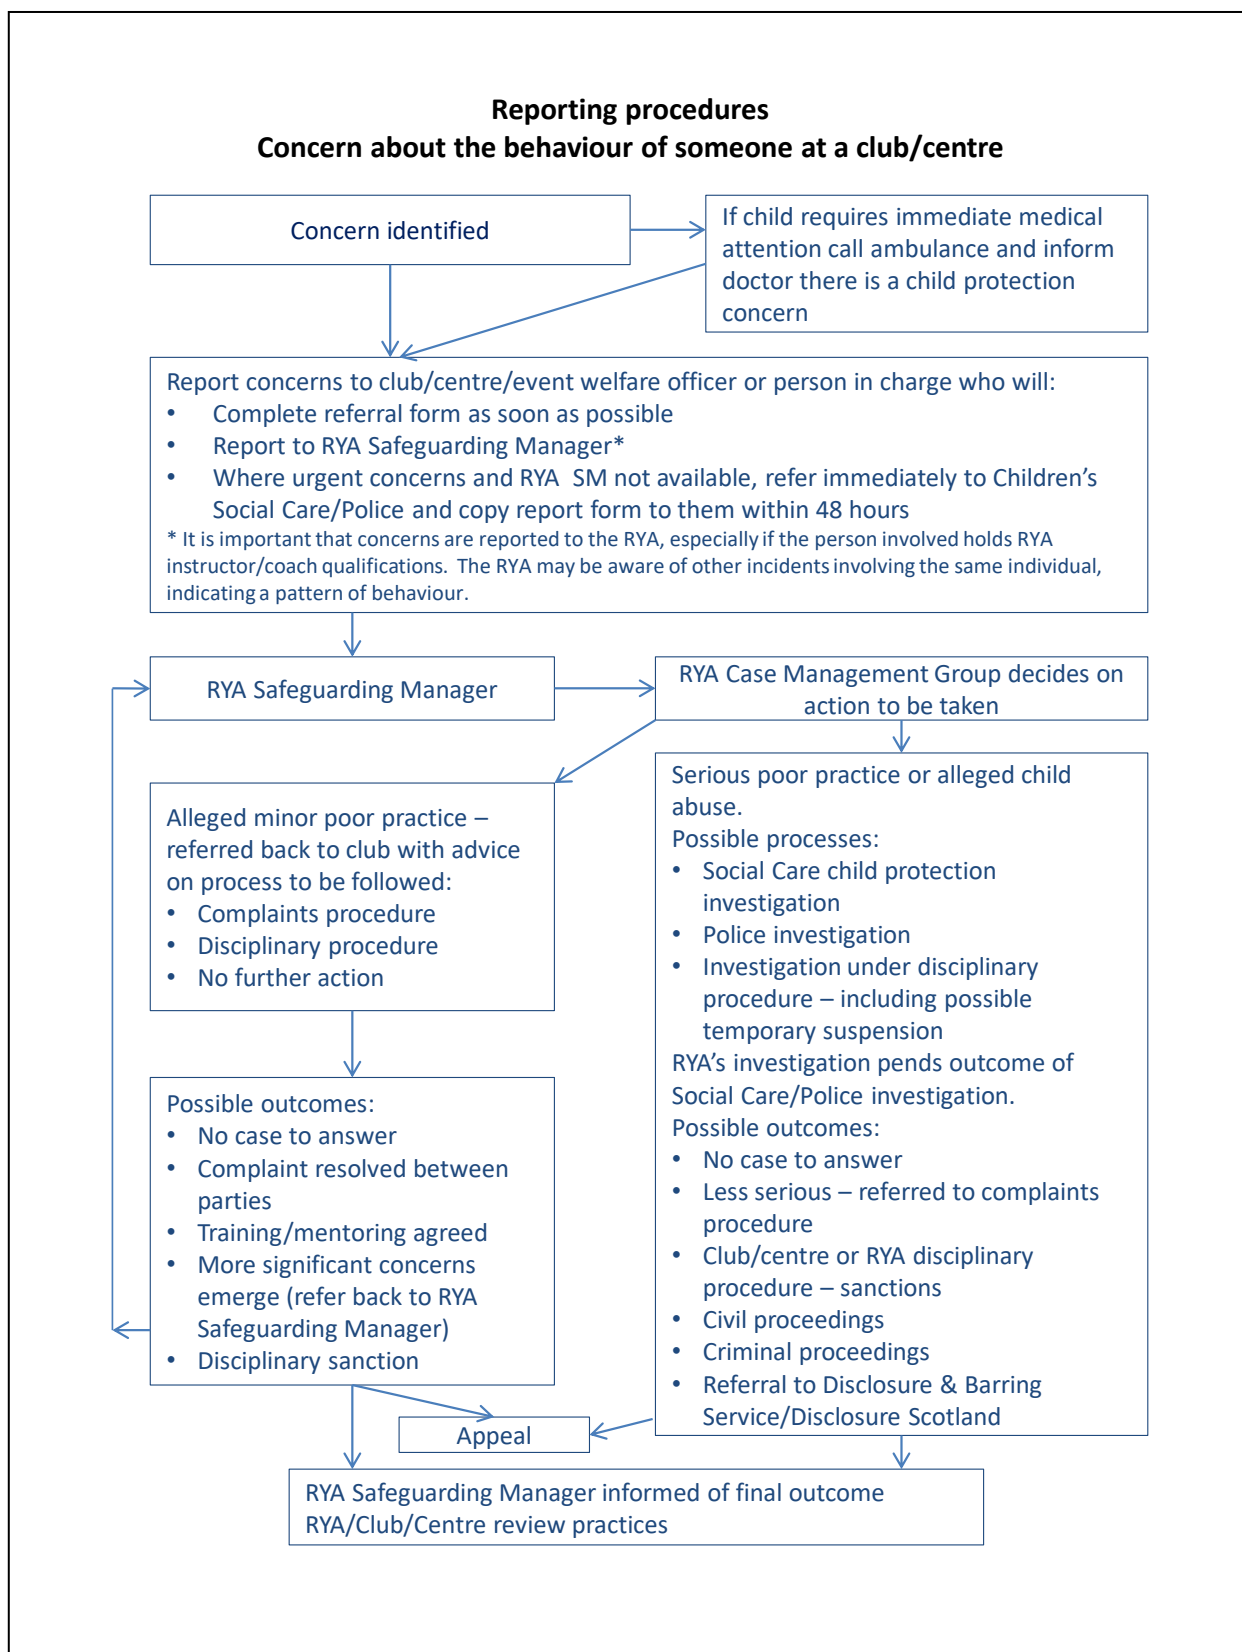 Reporting procedures
Concern about the behaviour of someone at a club/centre
Concern identified
If child requires immediate medical
attention call ambulance and inform
doctor there is a child protection
concern
Report concerns to club/centre/event welfare officer or person in charge who will:
• Complete referral form as soon as possible
• Report to RYA Safeguarding Manager*
• Where urgent concerns and RYA SM not available, refer immediately to Children’s
Social Care/Police and copy report form to them within 48 hours
* It is important that concerns are reported to the RYA, especially if the person involved holds RYA
instructor/coach qualifications. The RYA may be aware of other incidents involving the same individual,
indicating a pattern of behaviour.
RYA Safeguarding Manager
RYA Case Management Group decides on
action to be taken
Alleged minor poor practice –
referred back to club with advice
on process to be followed:
• Complaints procedure
• Disciplinary procedure
• No further action
Serious poor practice or alleged child
abuse.
Possible processes:
• Social Care child protection
investigation
• Police investigation
• Investigation under disciplinary
procedure – including possible
temporary suspension
RYA’s investigation pends outcome of
Social Care/Police investigation.
Possible outcomes:
• No case to answer
• Less serious – referred to complaints
procedure
• Club/centre or RYA disciplinary
procedure – sanctions
• Civil proceedings
• Criminal proceedings
• Referral to Disclosure & Barring
Service/Disclosure Scotland
Possible outcomes:
• No case to answer
• Complaint resolved between
parties
• Training/mentoring agreed
• More significant concerns
emerge (refer back to RYA
Safeguarding Manager)
• Disciplinary sanction
Appeal
RYA Safeguarding Manager informed of final outcome
RYA/Club/Centre review practices